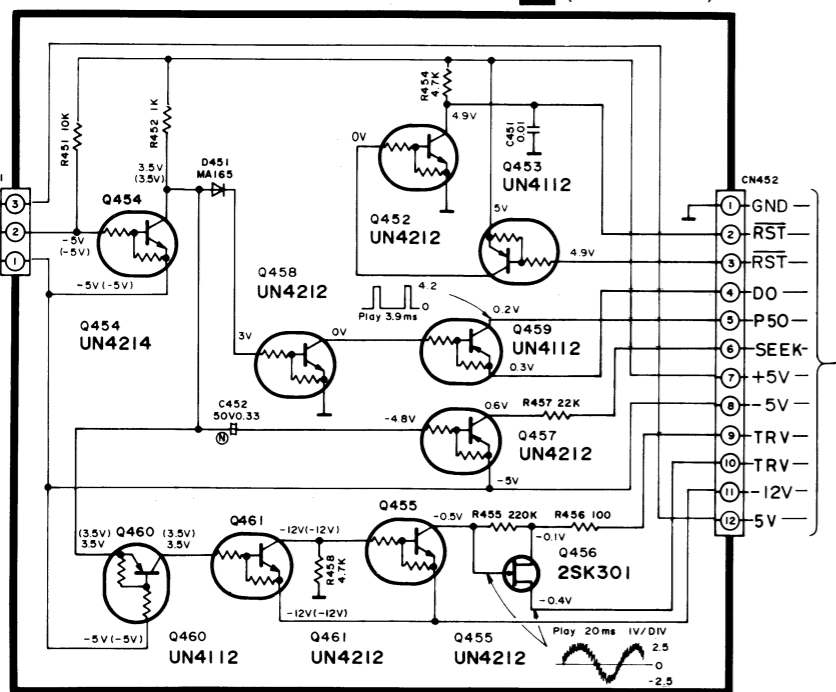 R451 10K
R452 1K
3.5V
(3.5V)
D451
MA165
R454
4.7K
4.9V
0V
C451
0.01
Q453
UN4112
Q452
UN4212
5V
4.9V
Q454
-5V
(-5V)
-5V(-5V)
Q454
UN4214
3
2
1
Q458
UN4212
3V
0V
4.2
0
Play 3.9ms
0.2V
Q459
UN4112
0.3V
C452
50V0.33
N
-4.8V
0.6V
R457 22K
Q457
UN4212
-5V
CN452
1 GND
2 RST
3 RST
4 DO
5 P50
6 SEEK
7 +5V
8 -5V
9 TRV
10 TRV
11 -12V
12 5V
(3.5V)
3.5V
Q460
(3.5V)
3.5V
-5V(-5V)
Q460
UN4112
Q461
-12V(-12V)
R458
4.7K
-12V(-12V)
Q461
UN4212
Q455
-0.5V
R455 220K
R456 100
-0.1V
Q456
2SK301
-0.4V
Q455
UN4212
Play 20ms 1V/DIV
2.5
0
-2.5